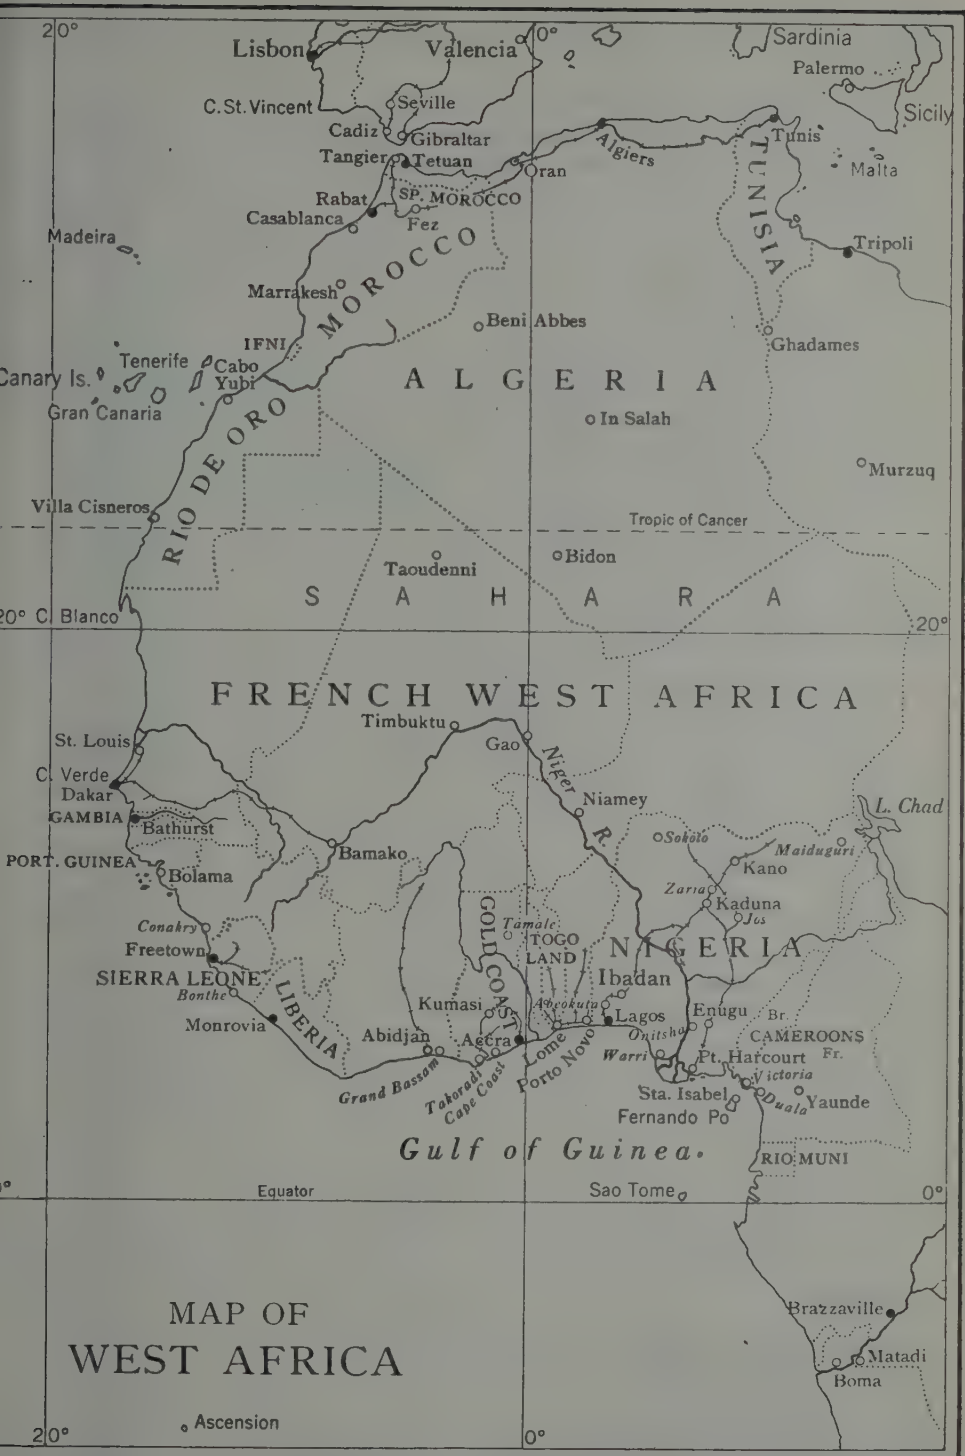 20°
0°
Lisbon
Valencia
Sardinia
Palermo
C.St.Vincent
Seville
Sicily
Cadiz
Gibraltar
Tunis
Tangier
Tetuan
Algiers
Malta
Oran
Rabat
SP. MOROCCO
TUNISIA
Casablanca
Fez
Madeira
Tripoli
MOROCCO
Marrakesh
Beni Abbes
IFNI
Ghadames
Tenerife
Cabo
Yubi
Canary Is.
ALGERIA
Gran Canaria
In Salah
RIO DE ORO
Murzuq
Villa Cisneros
Tropic of Cancer
Taoudenni
Bidon
SAHARA
20°
C. Blanco
20°
FRENCH WEST AFRICA
Timbuktu
St. Louis
Gao
Niger R.
C. Verde
Dakar
Niamey
L. Chad
GAMBIA
Bathurst
Sokoto
Maiduguri
PORT. GUINEA
Bamako
Kano
Bolama
Zaria
Kaduna
Jos
Conakry
GOLD COAST
Tamale
TOGO
LAND
NIGERIA
Freetown
SIERRA LEONE
Ibadan
Bonthe
LIBERIA
Kumasi
Abeokuta
Lagos
Enugu
Br.
Monrovia
Onitsha
CAMEROONS
Abidjan
Accra
Lome
Porto Novo
Warri
Pt. Harcourt
Fr.
Grand Bassam
Takoradi
Cape Coast
Victoria
Sta. Isabel
Duala
Yaunde
Fernando Po
Gulf of Guinea.
RIO MUNI
0°
Equator
Sao Tome
0°
MAP OF
WEST AFRICA
Brazzaville
Matadi
Boma
Ascension
20°
0°